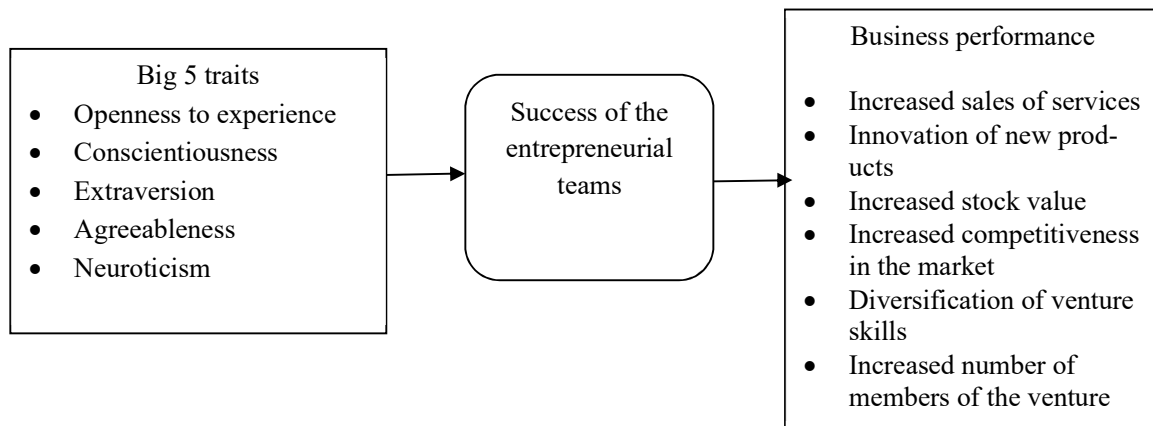 Big 5 traits
• Openness to experience
• Conscientiousness
• Extraversion
• Agreeableness
• Neuroticism
Success of the
entrepreneurial
teams
Business performance
• Increased sales of services
• Innovation of new prod-
ucts
• Increased stock value
• Increased competitiveness
in the market
• Diversification of venture
skills
• Increased number of
members of the venture